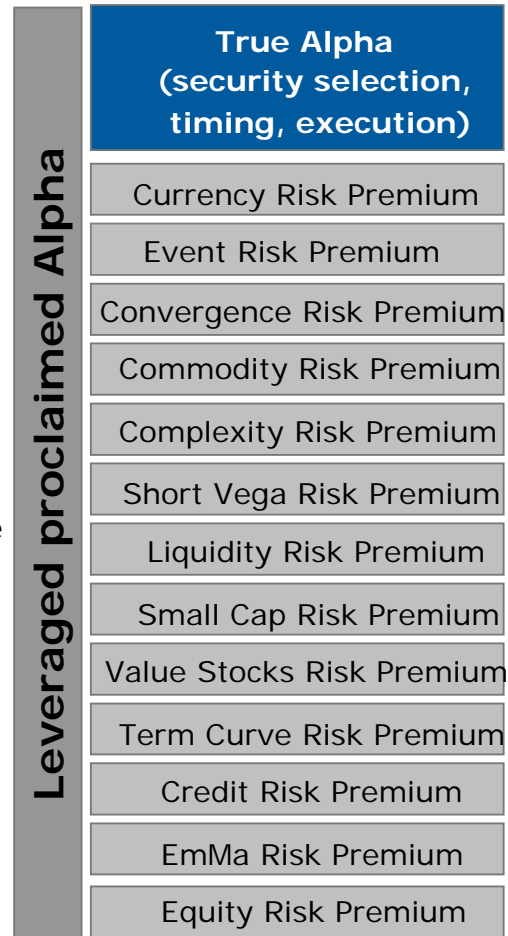 Leveraged proclaimed Alpha
True Alpha
(security selection,
timing, execution)
Currency Risk Premium
Event Risk Premium
Convergence Risk Premium
Commodity Risk Premium
Complexity Risk Premium
Short Vega Risk Premium
Liquidity Risk Premium
Small Cap Risk Premium
Value Stocks Risk Premium
Term Curve Risk Premium
Credit Risk Premium
EmMa Risk Premium
Equity Risk Premium